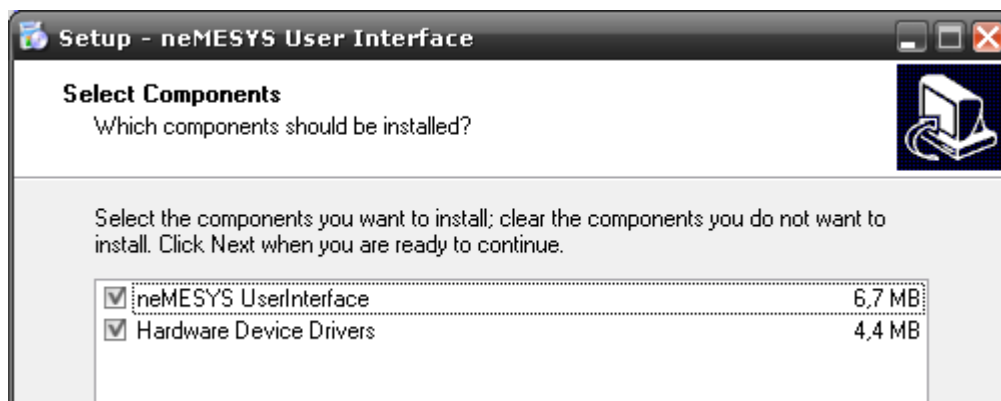 Setup - neMESYS User Interface
Select Components
Which components should be installed?
Select the components you want to install; clear the components you do not want to
install. Click Next when you are ready to continue.
neMESYS UserInterface 6,7 MB
Hardware Device Drivers 4,4 MB